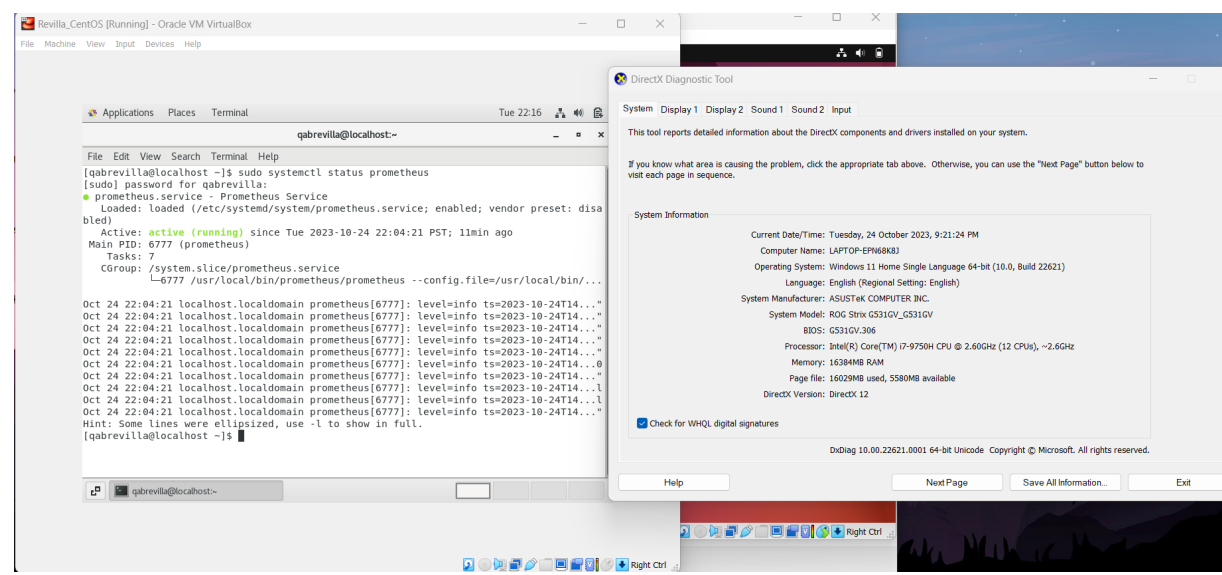 Revilla_CentOS [Running] - Oracle VM VirtualBox
File Machine View Input Devices Help
Applications Places Terminal Tue 22:16
qabrevilla@localhost:~
File Edit View Search Terminal Help
[qabrevilla@localhost ~]$ sudo systemctl status prometheus
[sudo] password for qabrevilla:
● prometheus.service - Prometheus Service
Loaded: loaded (/etc/systemd/system/prometheus.service; enabled; vendor preset: disa
bled)
Active: active (running) since Tue 2023-10-24 22:04:21 PST; 11min ago
Main PID: 6777 (prometheus)
Tasks: 7
CGroup: /system.slice/prometheus.service
└─6777 /usr/local/bin/prometheus --config.file=/usr/local/bin/...
Oct 24 22:04:21 localhost.localdomain prometheus[6777]: level=info ts=2023-10-24T14..."
Oct 24 22:04:21 localhost.localdomain prometheus[6777]: level=info ts=2023-10-24T14..."
Oct 24 22:04:21 localhost.localdomain prometheus[6777]: level=info ts=2023-10-24T14..."
Oct 24 22:04:21 localhost.localdomain prometheus[6777]: level=info ts=2023-10-24T14..."
Oct 24 22:04:21 localhost.localdomain prometheus[6777]: level=info ts=2023-10-24T14..."
Oct 24 22:04:21 localhost.localdomain prometheus[6777]: level=info ts=2023-10-24T14...0
Oct 24 22:04:21 localhost.localdomain prometheus[6777]: level=info ts=2023-10-24T14..."
Oct 24 22:04:21 localhost.localdomain prometheus[6777]: level=info ts=2023-10-24T14...l
Oct 24 22:04:21 localhost.localdomain prometheus[6777]: level=info ts=2023-10-24T14...l
Oct 24 22:04:21 localhost.localdomain prometheus[6777]: level=info ts=2023-10-24T14..."
Hint: Some lines were ellipsized, use -l to show in full.
[qabrevilla@localhost ~]$
qabrevilla@localhost:~
Right Ctrl
DirectX Diagnostic Tool
System Display 1 Display 2 Sound 1 Sound 2 Input
This tool reports detailed information about the DirectX components and drivers installed on your system.
If you know what area is causing the problem, click the appropriate tab above. Otherwise, you can use the "Next Page" button below to
visit each page in sequence.
System Information
Current Date/Time: Tuesday, 24 October 2023, 9:21:24 PM
Computer Name: LAPTOP-EPN68K8J
Operating System: Windows 11 Home Single Language 64-bit (10.0, Build 22621)
Language: English (Regional Setting: English)
System Manufacturer: ASUSTeK COMPUTER INC.
System Model: ROG Strix G531GV_G531GV
BIOS: G531GV.306
Processor: Intel(R) Core(TM) i7-9750H CPU @ 2.60GHz (12 CPUs), ~2.6GHz
Memory: 16384MB RAM
Page file: 16029MB used, 5580MB available
DirectX Version: DirectX 12
Check for WHQL digital signatures
DxDiag 10.00.22621.0001 64-bit Unicode Copyright © Microsoft. All rights reserved.
Help Next Page Save All Information... Exit
Right Ctrl